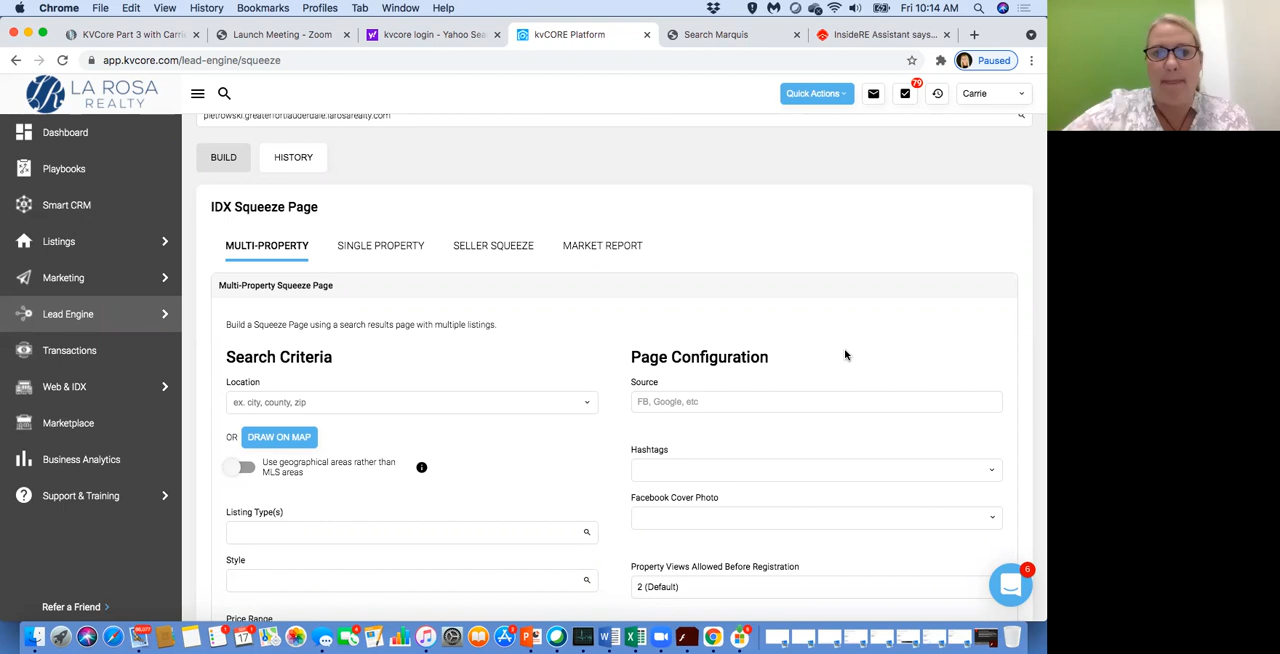 Chrome File Edit View History Bookmarks Profiles Tab Window Help Fri 10:14 AM
KVCore Part 3 with Carri Launch Meeting - Zoom kvcore login - Yahoo Sea kvCORE Platform Search Marquis InsideRE Assistant says...
app.kvcore.com/lead-engine/squeeze Paused
LA ROSA
REALTY
Quick Actions 79 Carrie
pietrowski.greaterfortlauderdale.larosarealty.com
Dashboard
Playbooks
Smart CRM
Listings
Marketing
Lead Engine
Transactions
Web & IDX
Marketplace
Business Analytics
Support & Training
Refer a Friend
BUILD HISTORY
IDX Squeeze Page
MULTI-PROPERTY SINGLE PROPERTY SELLER SQUEEZE MARKET REPORT
Multi-Property Squeeze Page
Build a Squeeze Page using a search results page with multiple listings.
Search Criteria
Location
ex. city, county, zip
OR DRAW ON MAP
Use geographical areas rather than
MLS areas
Listing Type(s)
Style
Price Range
Page Configuration
Source
FB, Google, etc
Hashtags
Facebook Cover Photo
Property Views Allowed Before Registration
2 (Default)
6